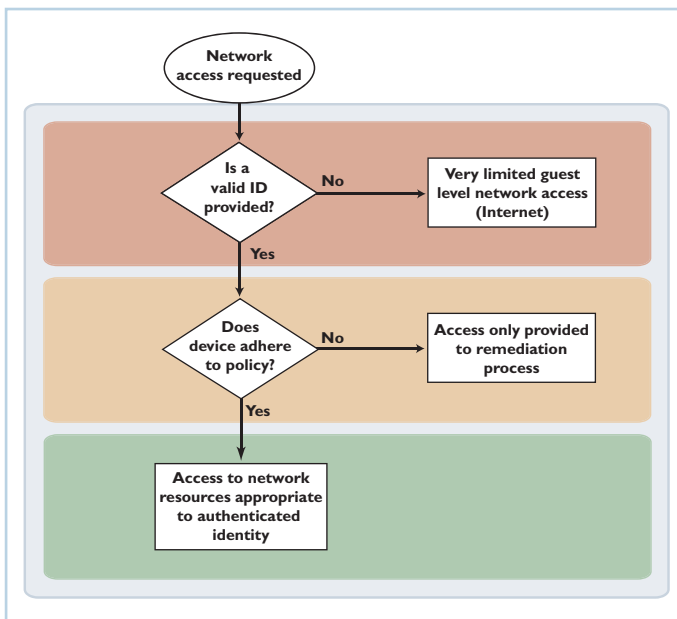 Network
access requested
Is a
valid ID
provided?
No
Very limited guest
level network access
(Internet)
Yes
Does
device adhere
to policy?
No
Access only provided
to remediation
process
Yes
Access to network
resources appropriate
to authenticated
identity